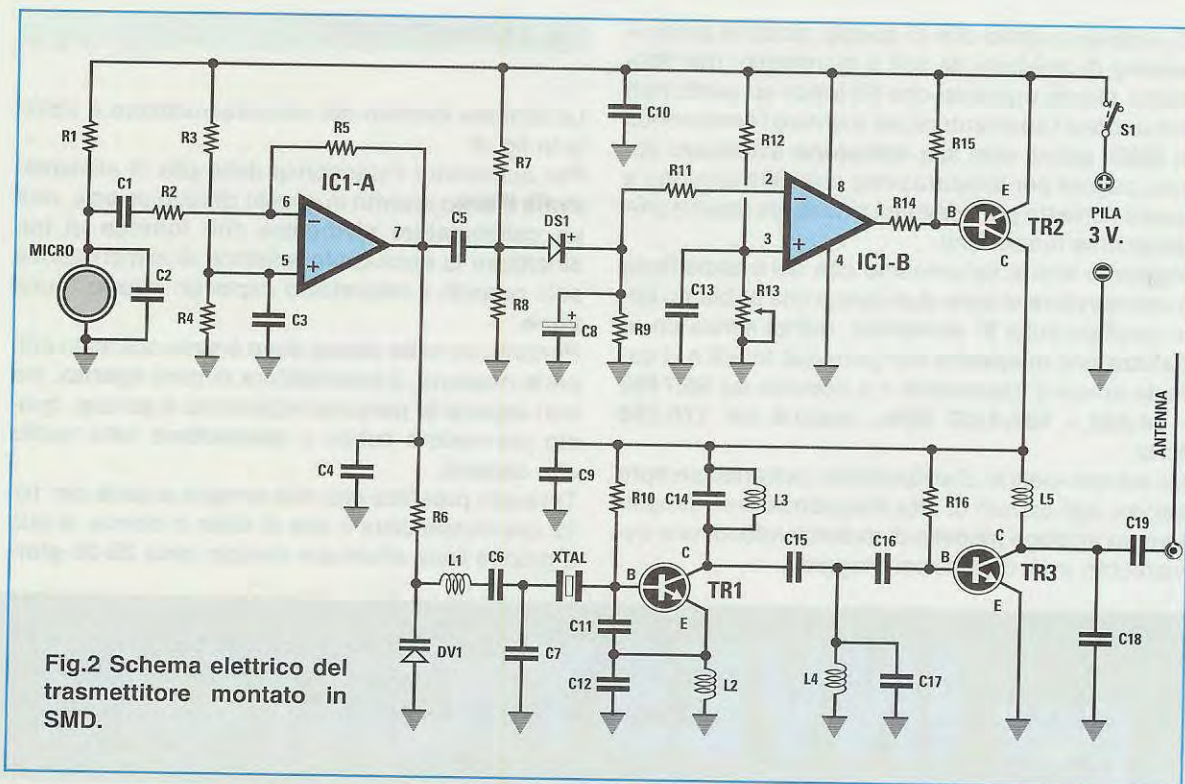 R1
R3
R5
IC1-A
C1
R2
6
7
5
MICRO
C2
R4
C3
C5
R7
DS1
R8
C8
C10
R11
R9
C13
R12
2
3
8
1
4
IC1-B
R13
R14
R15
B
E
C
TR2
S1
PILA
3 V.
ANTENNA
C4
R6
L1
C6
XTAL
DV1
C7
C9
R10
C14
L3
C11
C12
B
C
E
TR1
L2
C15
C16
L4
C17
R16
L5
B
C
E
TR3
C19
C18
Fig.2 Schema elettrico del
trasmettitore montato in
SMD.